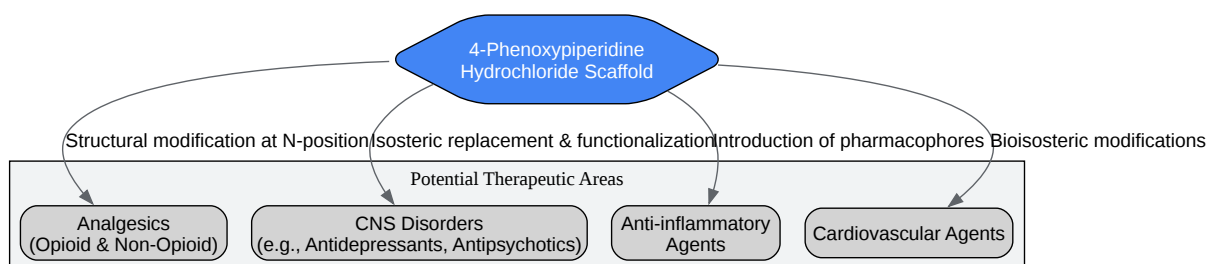 4-Phenoxypiperidine
Hydrochloride Scaffold
Structural modification at N-position
Isosteric replacement & functionalization
Introduction of pharmacophores
Bioisosteric modifications
Potential Therapeutic Areas
Analgesics
(Opioid & Non-Opioid)
CNS Disorders
(e.g., Antidepressants, Antipsychotics)
Anti-inflammatory
Agents
Cardiovascular Agents